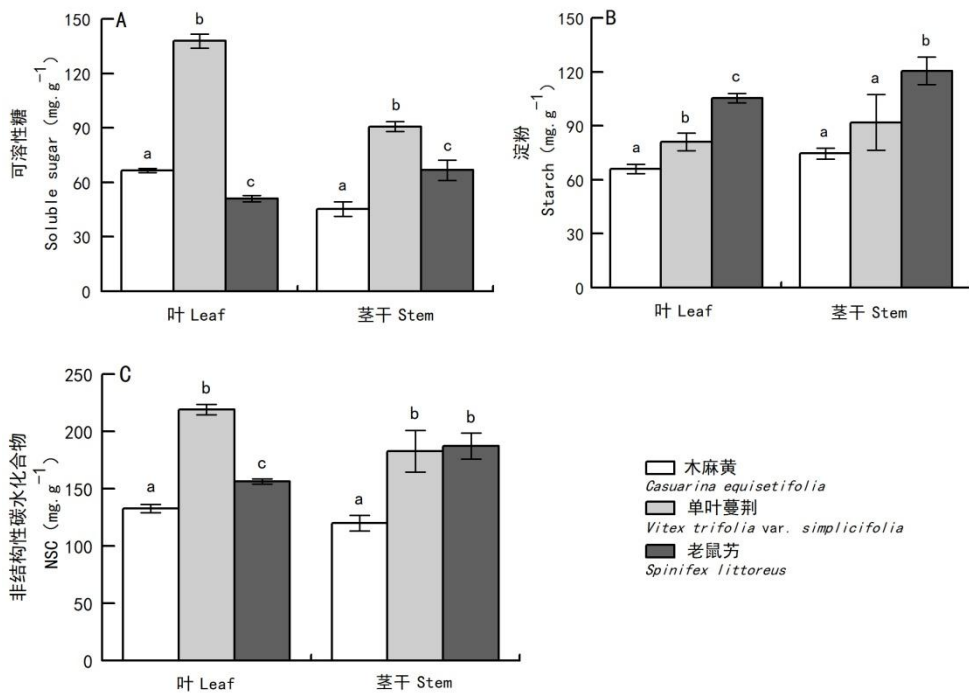 A
150
120
90
60
30
0
可溶性糖
Soluble sugar (mg.g-1)
a
b
c
a
b
c
叶 Leaf
茎干 Stem
B
150
120
90
60
30
0
淀粉
Starch (mg.g-1)
a
b
c
a
a
b
叶 Leaf
茎干 Stem
C
250
200
150
100
50
0
非结构性碳水化合物
NSC (mg.g-1)
a
b
c
a
b
b
叶 Leaf
茎干 Stem
木麻黄
Casuarina equisetifolia
单叶蔓荆
Vitex trifolia var. simplicifolia
老鼠艻
Spinifex littoreus